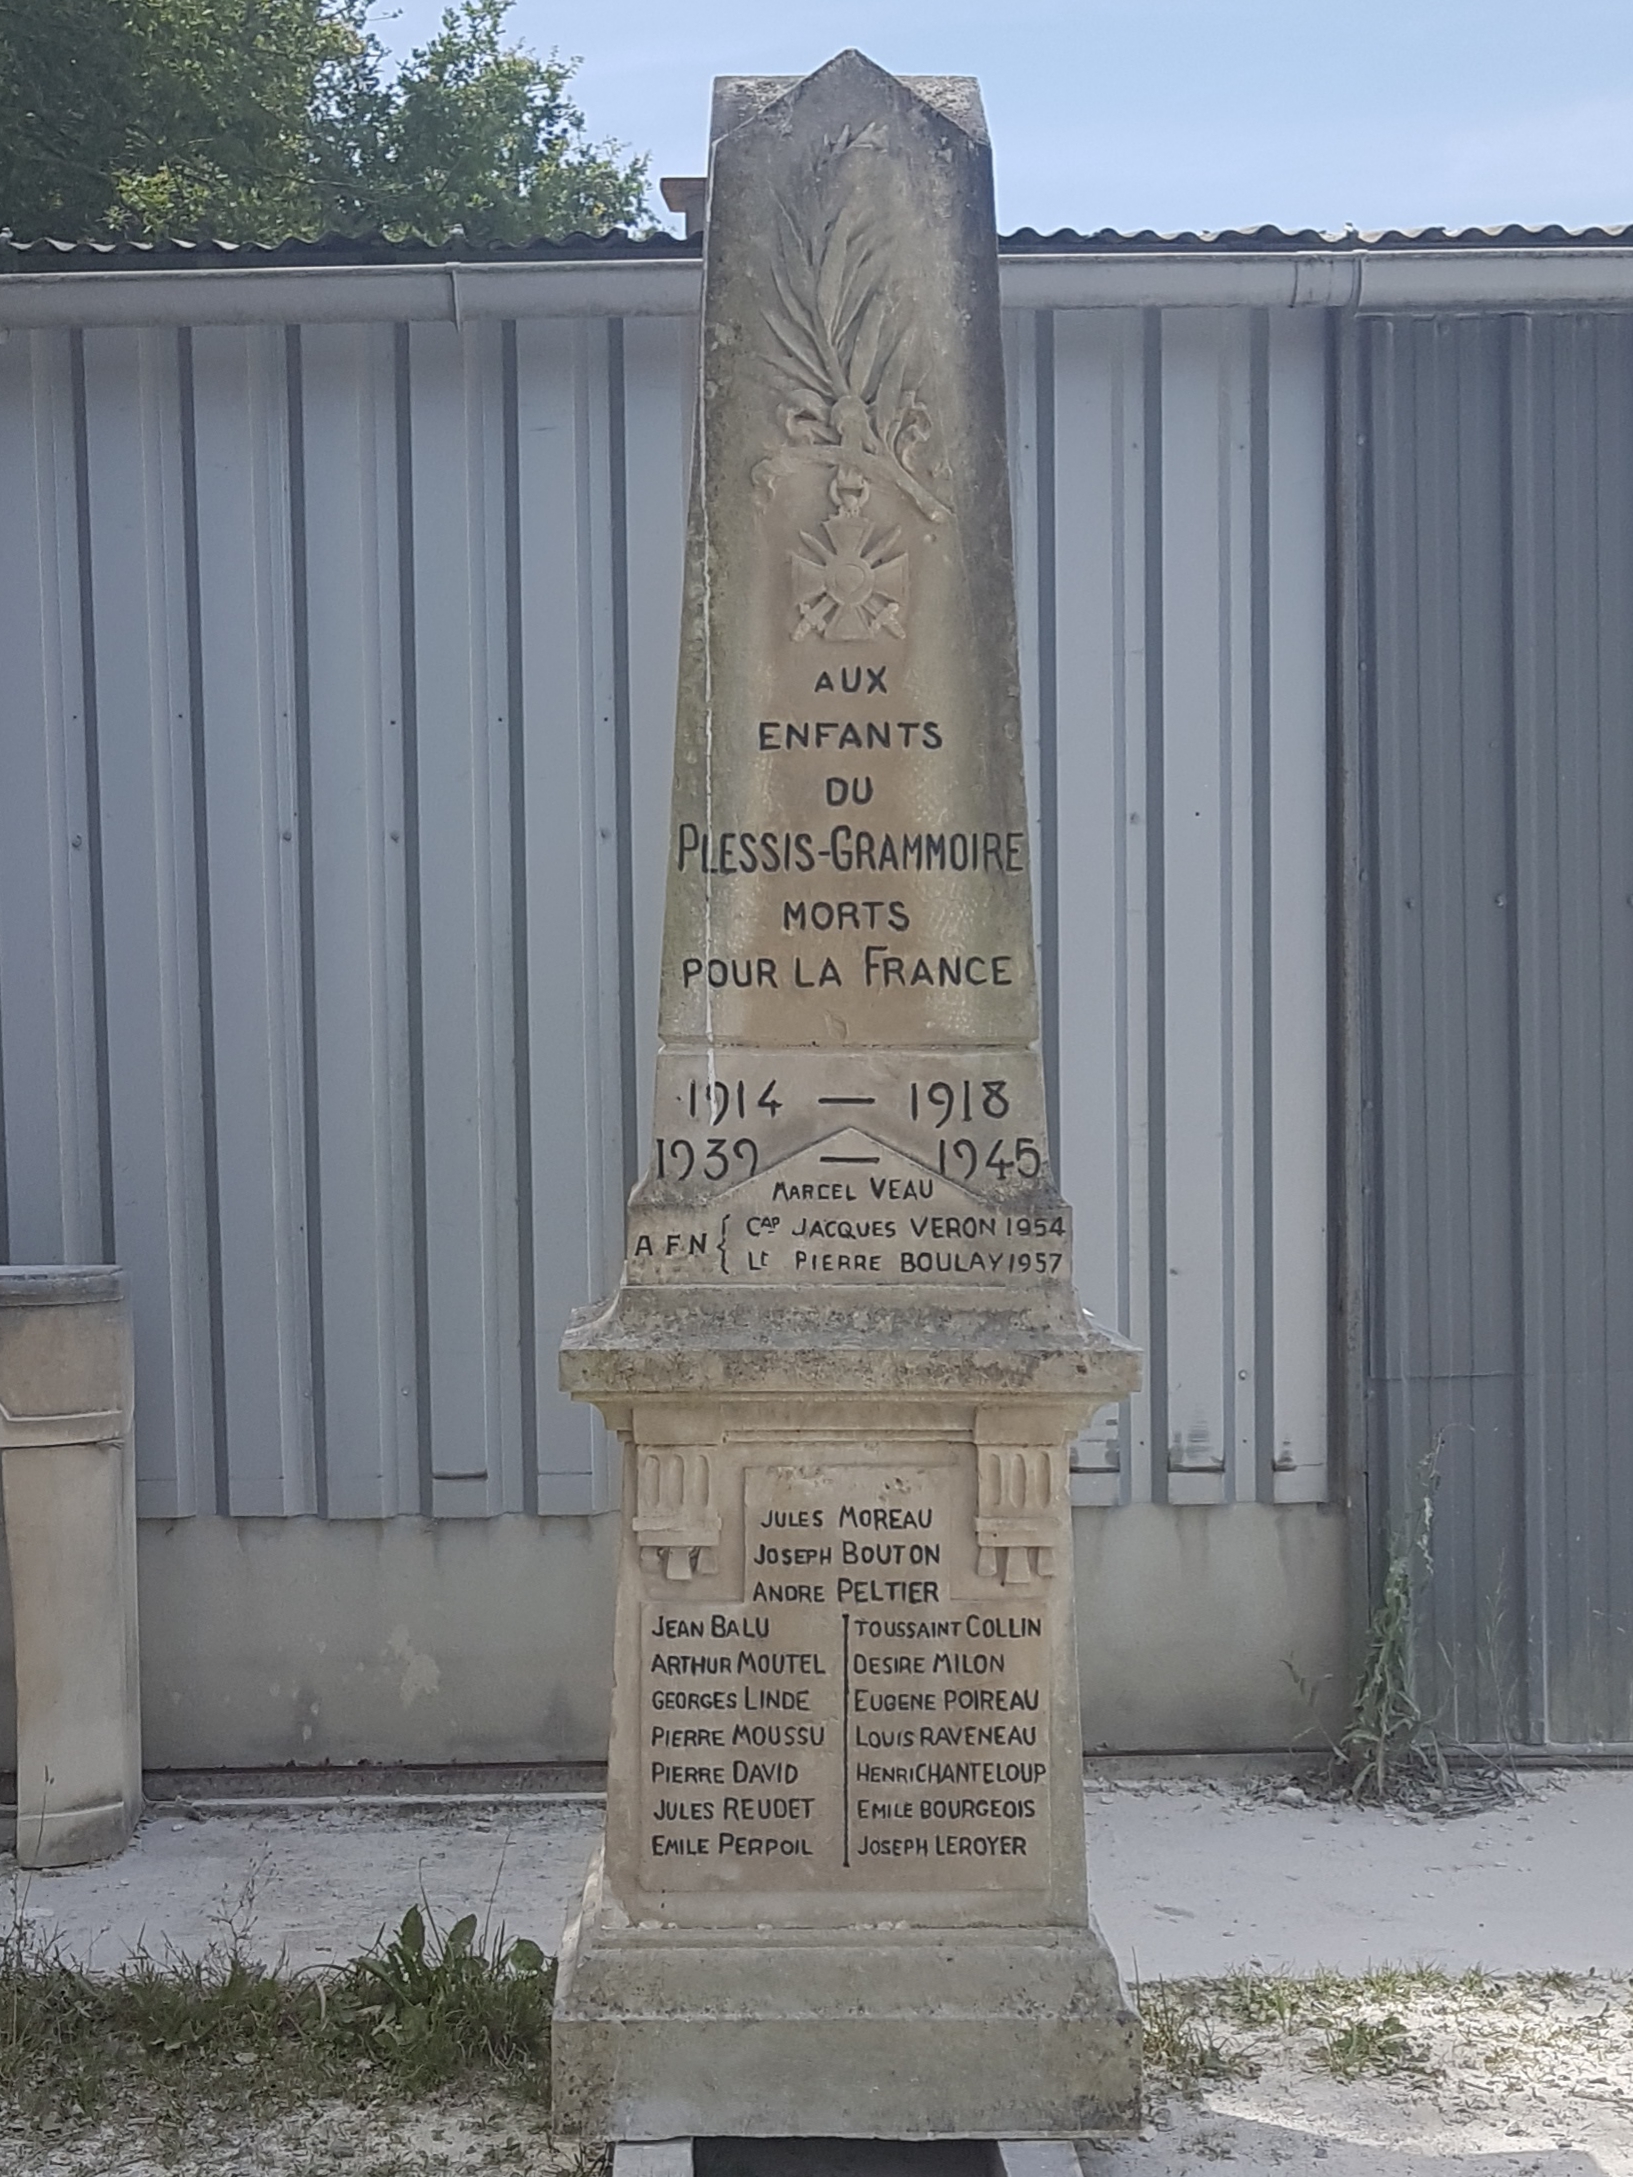 AUX
ENFANTS
DU
PLESSIS-GRAMMOIRE
MORTS
POUR LA FRANCE
1914 — 1918
1939 — 1945
MARCEL VEAU
AFN { CAP JACQUES VERON 1954
LT PIERRE BOULAY 1957
JULES MOREAU
JOSEPH BOUTON
ANDRE PELTIER
JEAN BALU
ARTHUR MOUTEL
GEORGES LINDE
PIERRE MOUSSU
PIERRE DAVID
JULES REUDET
EMILE PERPOIL
TOUSSAINT COLLIN
DESIRE MILON
EUGENE POIREAU
LOUIS RAVENEAU
HENRI CHANTELOUP
EMILE BOURGEOIS
JOSEPH LEROYER